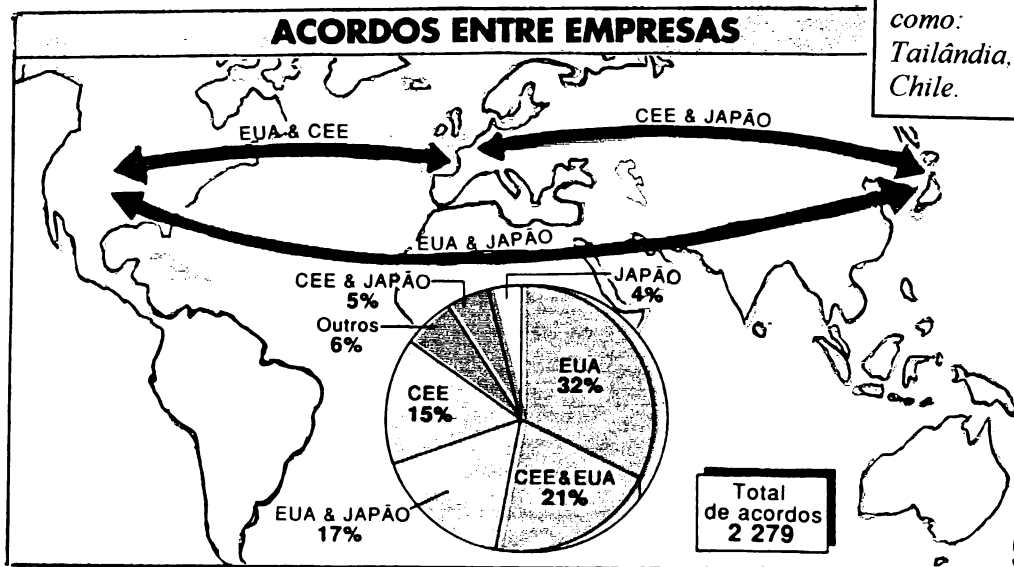 ACORDOS ENTRE EMPRESAS
como:
Tailândia,
Chile.
EUA & CEE
CEE & JAPÃO
EUA & JAPÃO
CEE & JAPÃO
5%
JAPÃO
4%
Outros
6%
EUA
32%
CEE
15%
CEE & EUA
21%
EUA & JAPÃO
17%
Total
de acordos
2 279